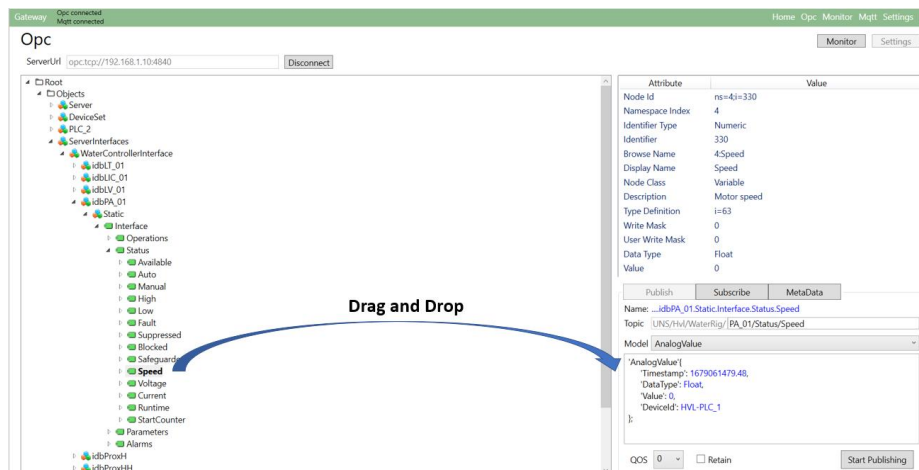 Gateway
Opc connected
Mqtt connected
Home Opc Monitor Mqtt Settings
Opc
Monitor
Settings
ServerUrl opc.tcp://192.168.1.10:4840
Disconnect
Root
Objects
Server
DeviceSet
PLC_2
ServerInterfaces
WaterControllerInterface
idbLT_01
idbLIC_01
idbLV_01
idbPA_01
Static
Interface
Operations
Status
Available
Auto
Manual
High
Low
Fault
Suppressed
Blocked
Safeguarde
Speed
Voltage
Current
Runtime
StartCounter
Parameters
Alarms
idbProxH
idbProxHH
Drag and Drop
Attribute Value
Node Id ns=4;i=330
Namespace Index 4
Identifier Type Numeric
Identifier 330
Browse Name 4:Speed
Display Name Speed
Node Class Variable
Description Motor speed
Type Definition i=63
Write Mask 0
User Write Mask 0
Data Type Float
Value 0
Publish Subscribe MetaData
Name: ....idbPA_01.Static.Interface.Status.Speed
Topic UNS/Hvl/WaterRig/ PA_01/Status/Speed
Model AnalogValue
'AnalogValue'{
'Timestamp': 1679061479.48,
'DataType': Float,
'Value': 0,
'DeviceId': HVL-PLC_1
};
QOS 0 Retain Start Publishing